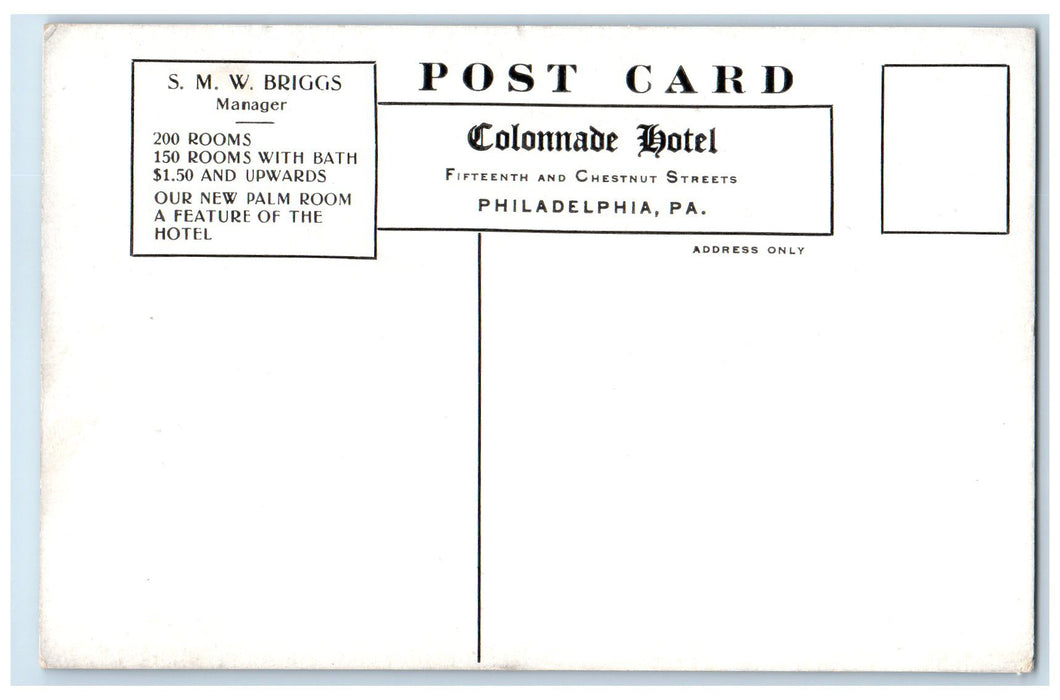 S. M. W. BRIGGS
Manager
200 ROOMS
150 ROOMS WITH BATH
$1.50 AND UPWARDS
OUR NEW PALM ROOM
A FEATURE OF THE
HOTEL
POST CARD
Colonnade Hotel
FIFTEENTH AND CHESTNUT STREETS
PHILADELPHIA, PA.
ADDRESS ONLY